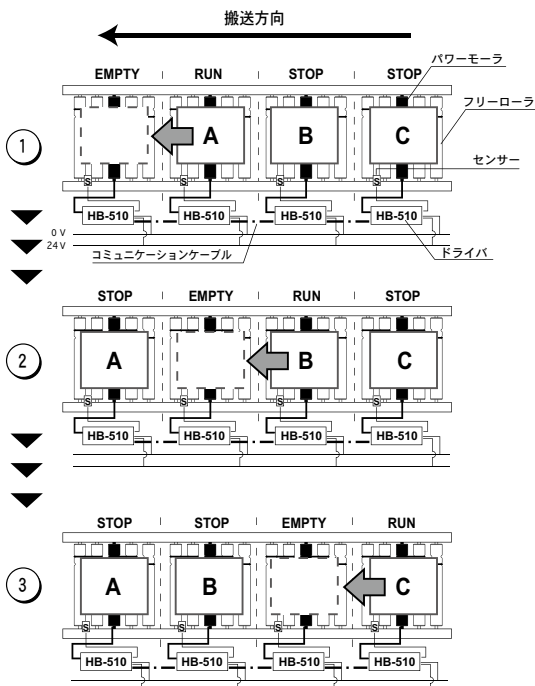 搬送方向
EMPTY RUN STOP STOP
パワーモーラ
フリーローラ
1 A B C
センサー
S S S S
HB-510 HB-510 HB-510 HB-510
0 V
24 V
コミュニケーションケーブル ドライバ
STOP EMPTY RUN STOP
2 A B C
S S S S
HB-510 HB-510 HB-510 HB-510
STOP STOP EMPTY RUN
3 A B C
S S S S
HB-510 HB-510 HB-510 HB-510